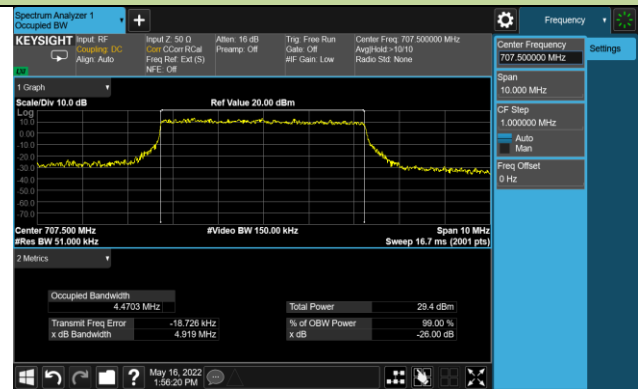 Spectrum Analyzer 1
Occupied BW
Frequency
KEYSIGHT
Input: RF
Coupling: DC
Align: Auto
Input Z: 50 Ω
Corr CCorr RCal
Freq Ref: Ext (S)
NFE: Off
Atten: 16 dB
Preamp: Off
Trig: Free Run
Gate: Off
#IF Gain: Low
Center Freq: 707.500000 MHz
Avg|Hold:>10/10
Radio Std: None
Center Frequency
707.500000 MHz
Settings
Span
10.000 MHz
CF Step
1.000000 MHz
Auto
Man
Freq Offset
0 Hz
1 Graph
Scale/Div 10.0 dB
Ref Value 20.00 dBm
Log
10.0
0.00
-10.0
-20.0
-30.0
-40.0
-50.0
-60.0
-70.0
Center 707.500 MHz
#Video BW 150.00 kHz
Span 10 MHz
#Res BW 51.000 kHz
Sweep 16.7 ms (2001 pts)
2 Metrics
Occupied Bandwidth
4.4703 MHz
Total Power 29.4 dBm
Transmit Freq Error -18.726 kHz
% of OBW Power 99.00 %
x dB Bandwidth 4.919 MHz
x dB -26.00 dB
?
May 16, 2022
1:56:20 PM